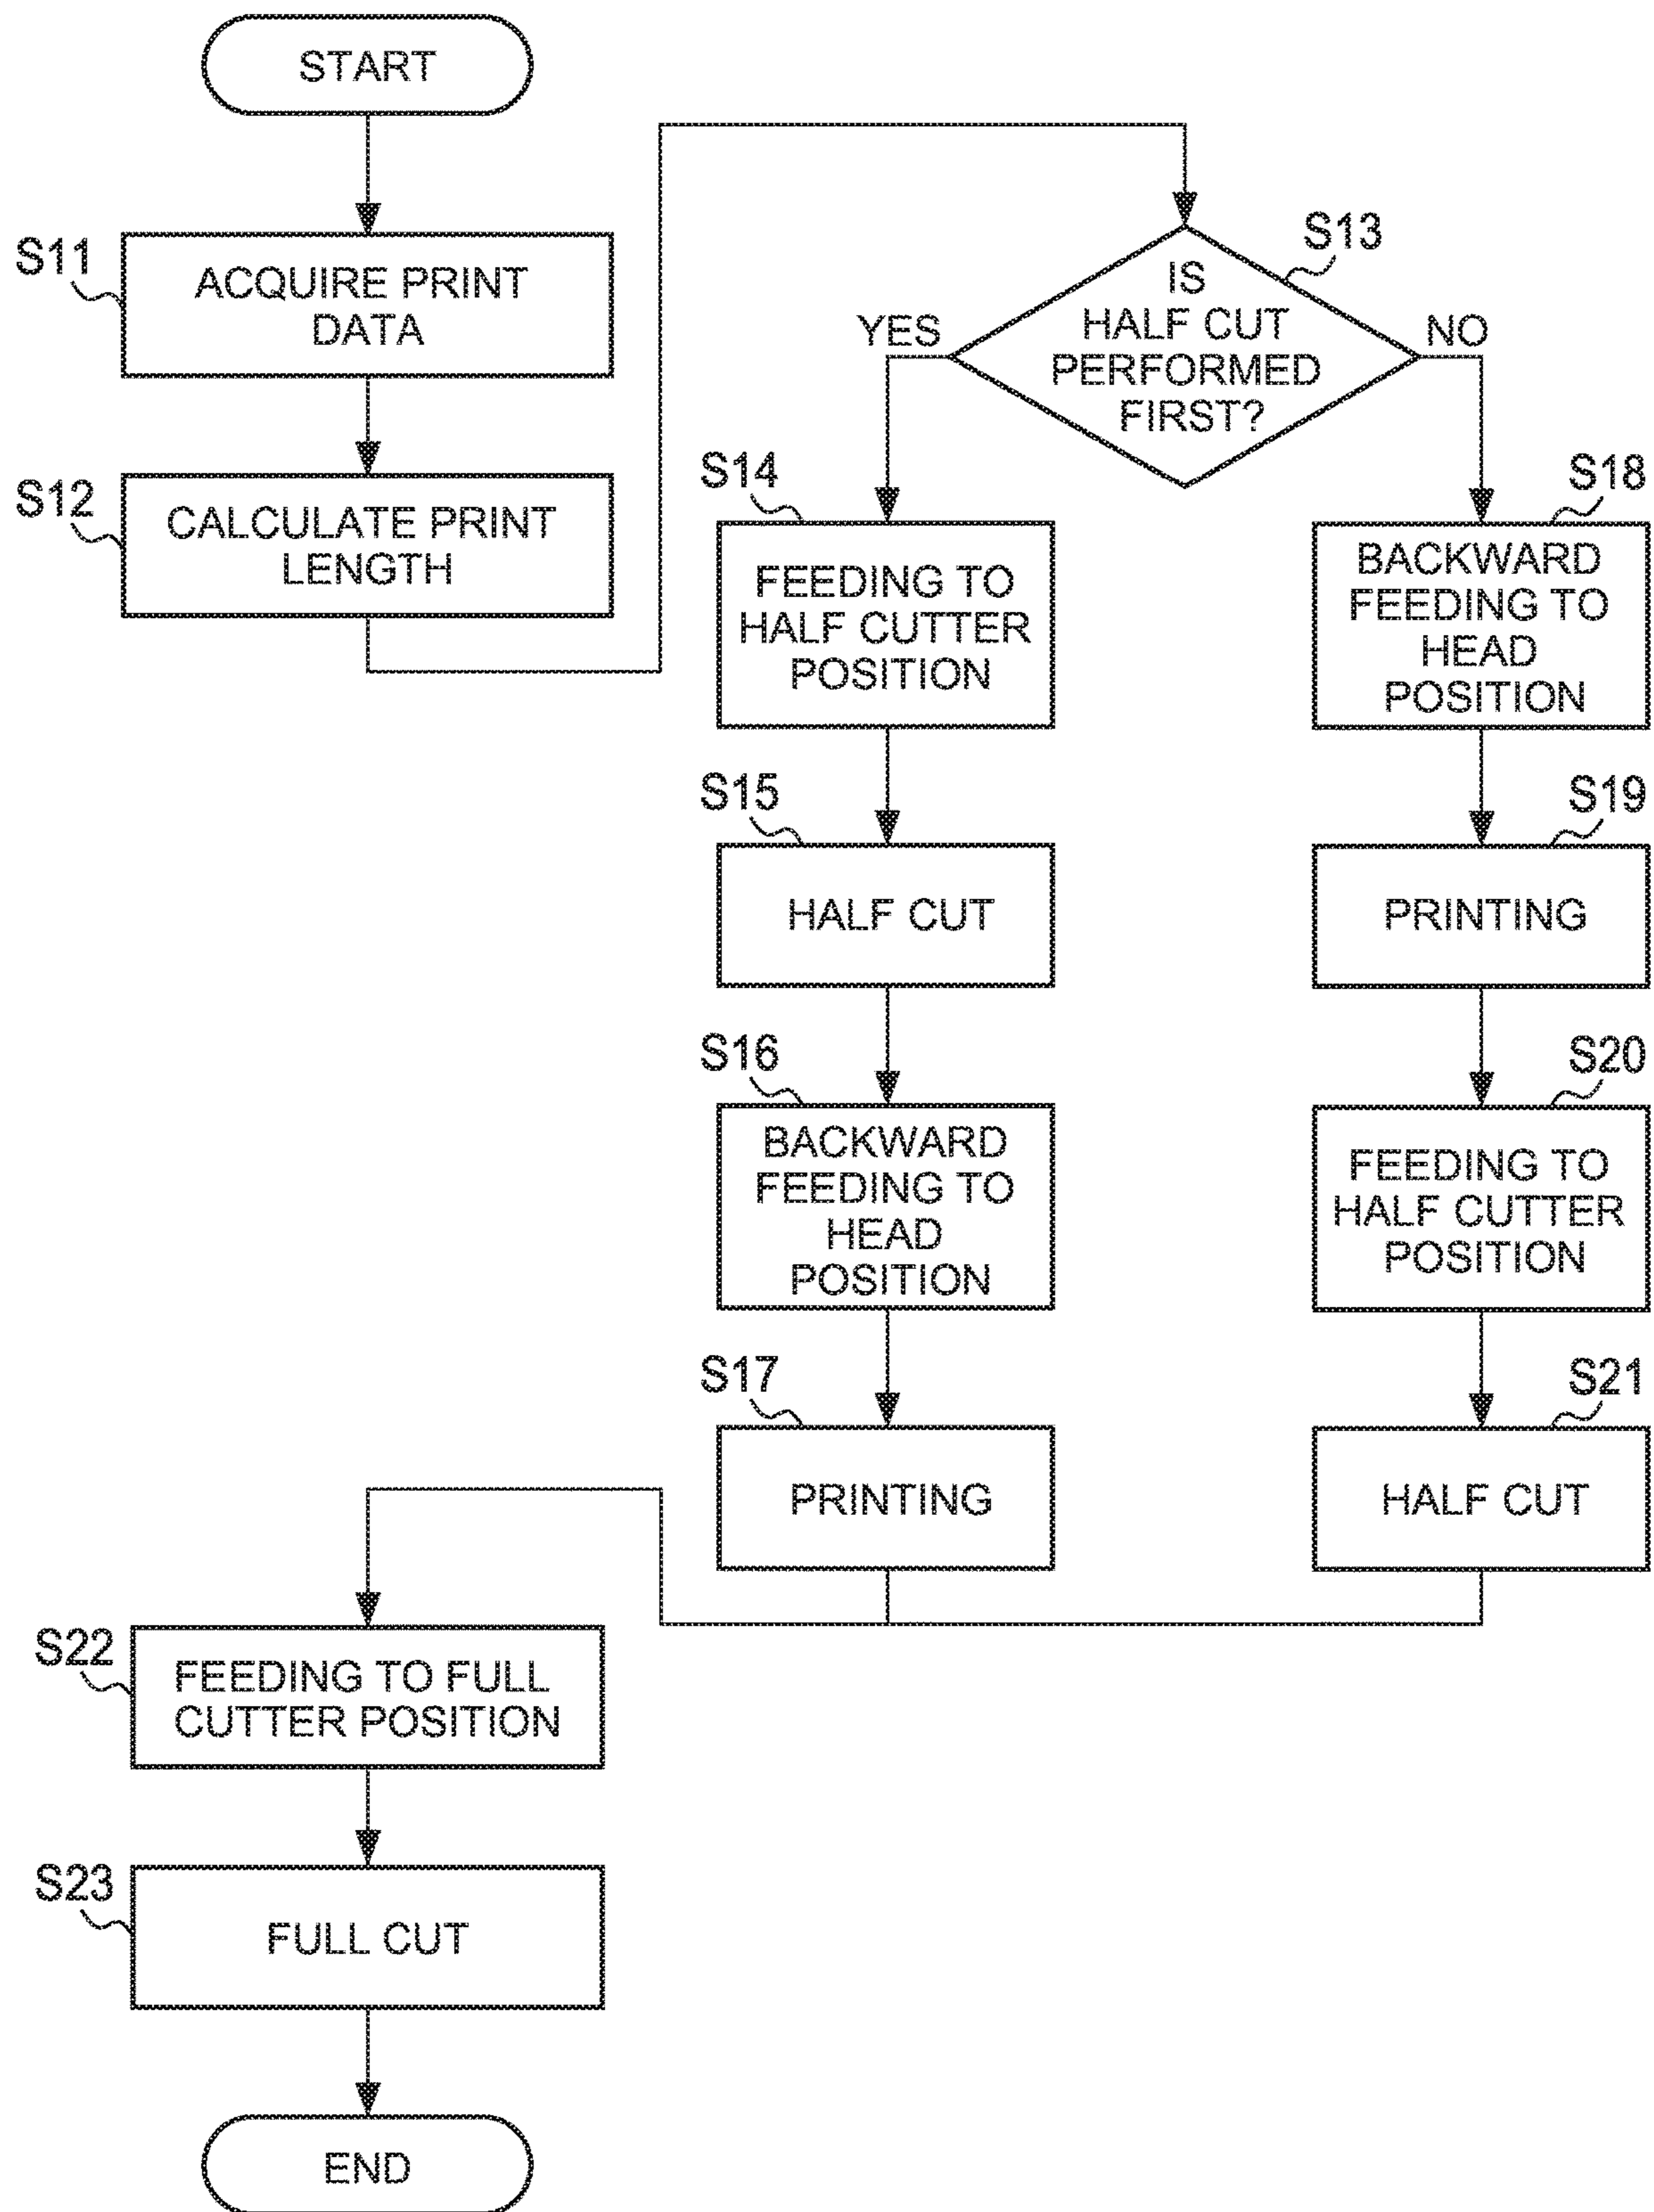 START
S11
ACQUIRE PRINT
DATA
S12
CALCULATE PRINT
LENGTH
S13
IS
HALF CUT
PERFORMED
FIRST?
YES
NO
S14
FEEDING TO
HALF CUTTER
POSITION
S15
HALF CUT
S16
BACKWARD
FEEDING TO
HEAD
POSITION
S17
PRINTING
S18
BACKWARD
FEEDING TO
HEAD
POSITION
S19
PRINTING
S20
FEEDING TO
HALF CUTTER
POSITION
S21
HALF CUT
S22
FEEDING TO FULL
CUTTER POSITION
S23
FULL CUT
END